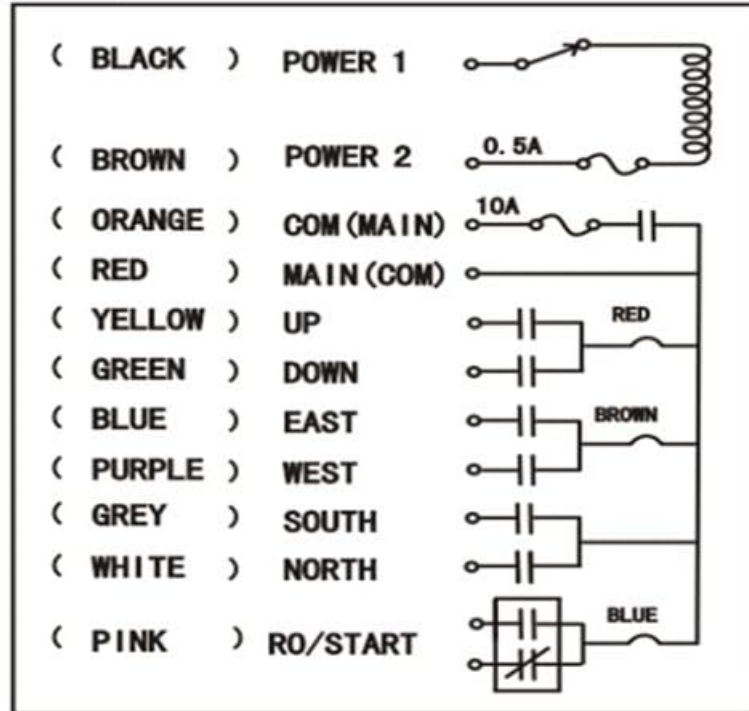 ( BLACK ) POWER 1
( BROWN ) POWER 2 0.5A
( ORANGE ) COM(MAIN) 10A
( RED ) MAIN(COM)
( YELLOW ) UP RED
( GREEN ) DOWN
( BLUE ) EAST BROWN
( PURPLE ) WEST
( GREY ) SOUTH
( WHITE ) NORTH
( PINK ) RO/START BLUE